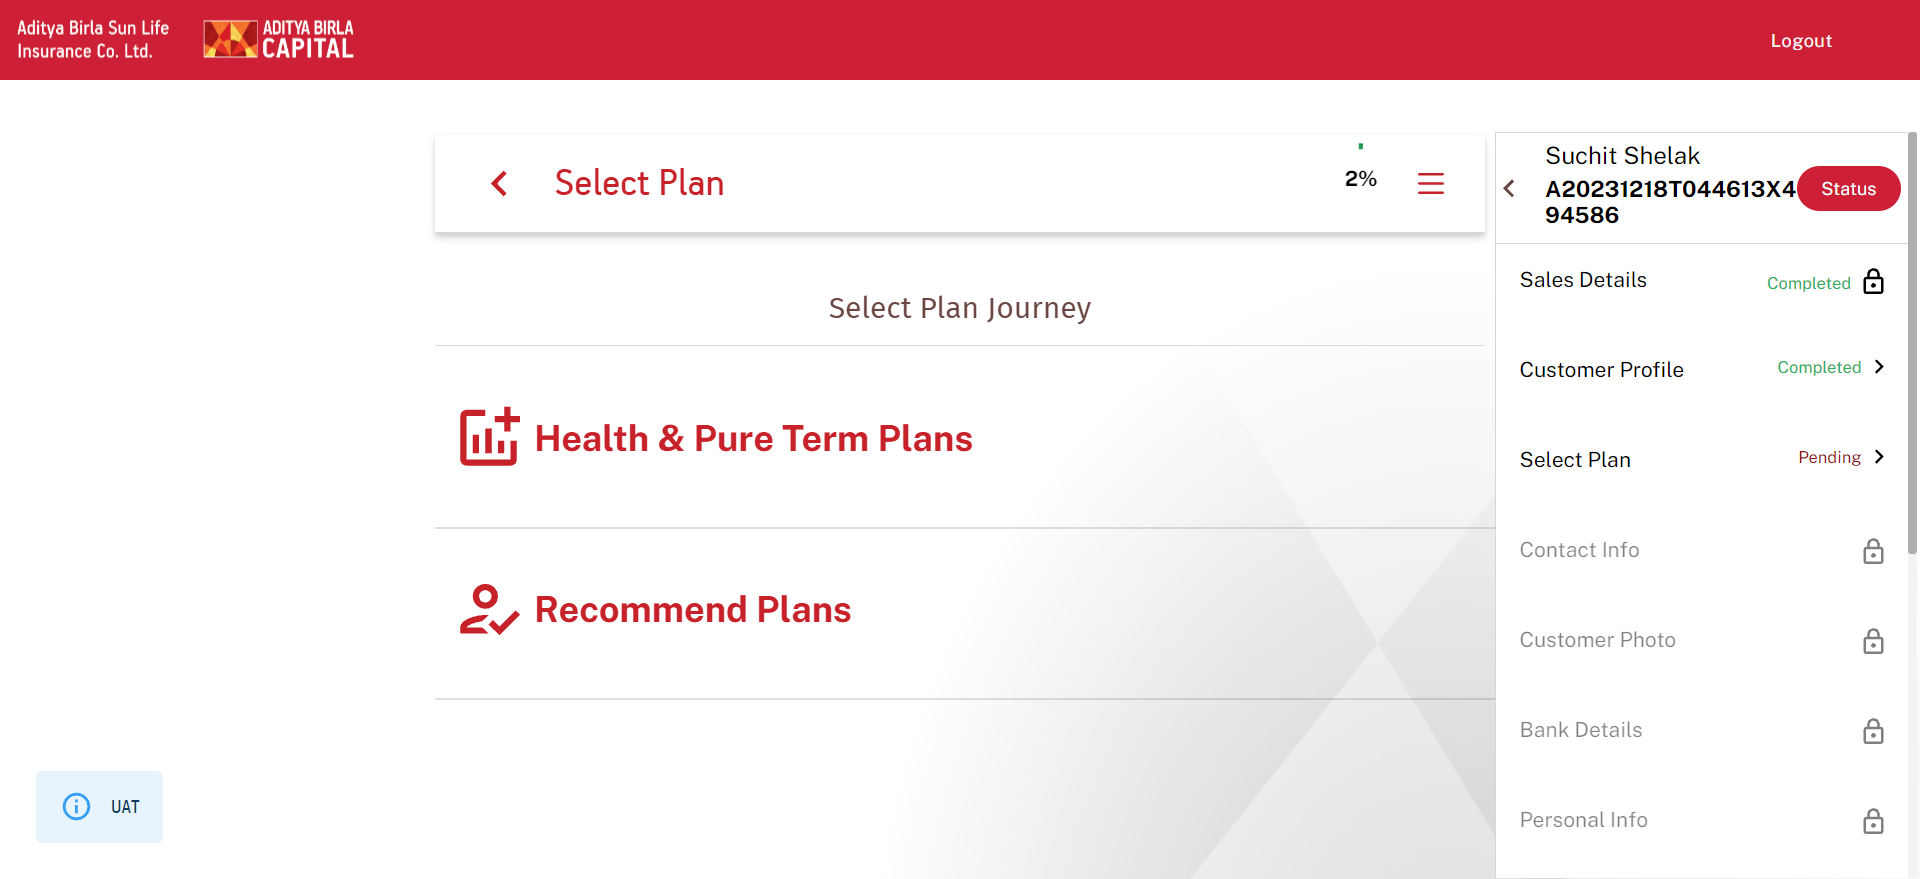 Aditya Birla Sun Life
Insurance Co. Ltd.
ADITYA BIRLA
CAPITAL
Logout
Select Plan
2%
Select Plan Journey
Health & Pure Term Plans
Recommend Plans
Suchit Shelak
A20231218T044613X4
94586
Status
Sales Details
Completed
Customer Profile
Completed
Select Plan
Pending
Contact Info
Customer Photo
Bank Details
Personal Info
UAT